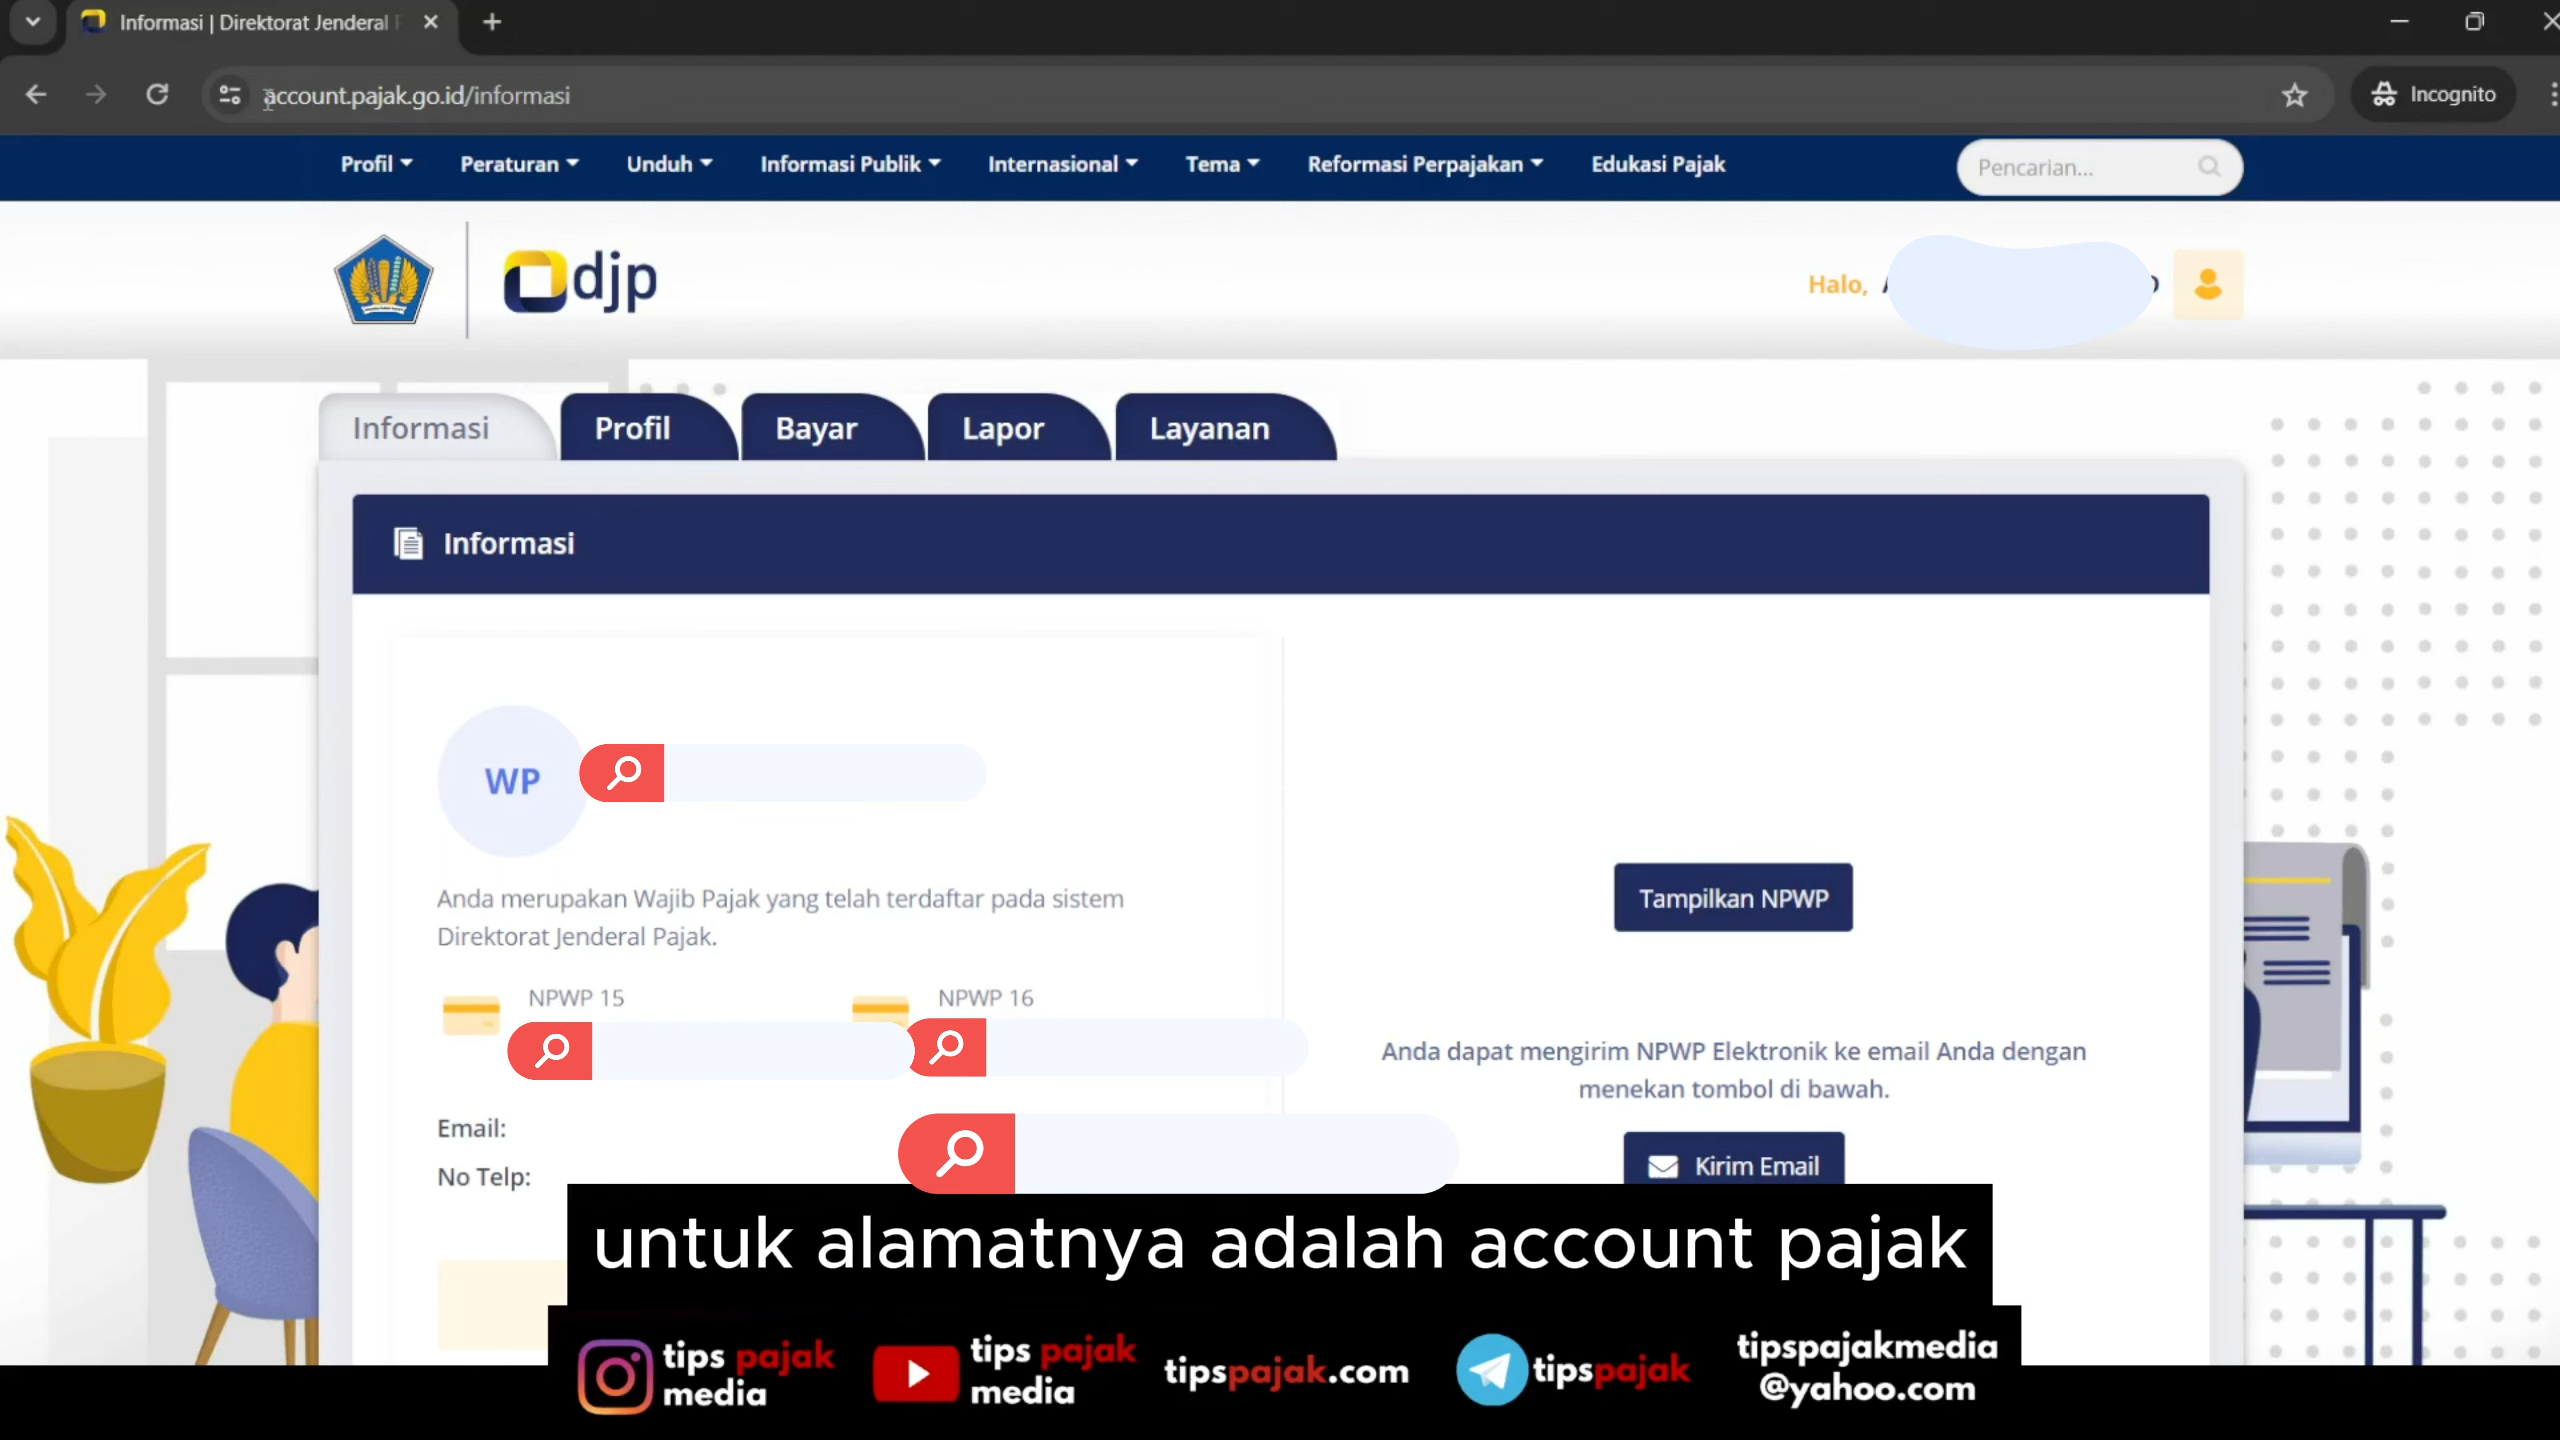 Informasi | Direktorat Jenderal
account.pajak.go.id/informasi
Incognito
Profil
Peraturan
Unduh
Informasi Publik
Internasional
Tema
Reformasi Perpajakan
Edukasi Pajak
Pencarian...
djp
Halo,
Informasi
Profil
Bayar
Lapor
Layanan
Informasi
WP
Anda merupakan Wajib Pajak yang telah terdaftar pada sistem
Direktorat Jenderal Pajak.
NPWP 15
NPWP 16
Email:
No Telp:
Tampilkan NPWP
Anda dapat mengirim NPWP Elektronik ke email Anda dengan
menekan tombol di bawah.
Kirim Email
untuk alamatnya adalah account pajak
tips pajak
media
tips pajak
media
tipspajak.com
tipspajak
tipspajakmedia
@yahoo.com